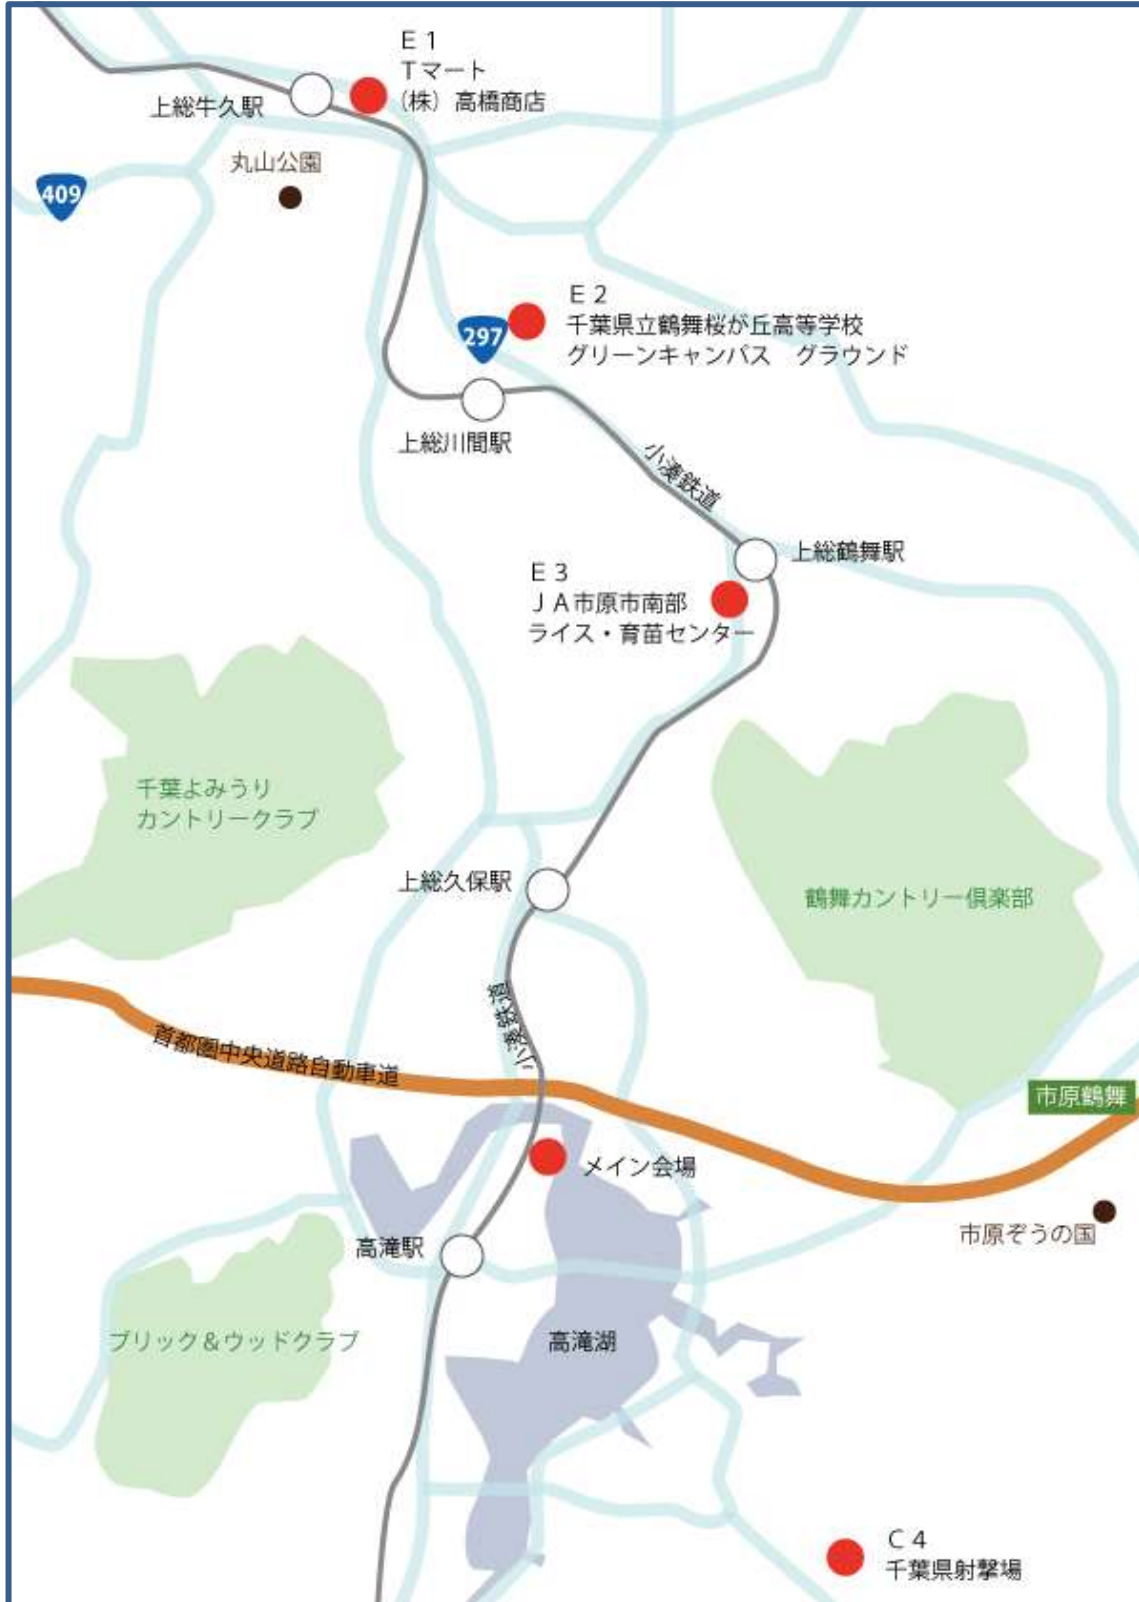 E 1
Tマート
(株) 高橋商店
上総牛久駅
丸山公園
409
E 2
千葉県立鶴舞桜が丘高等学校
グリーンキャンパス　グラウンド
297
上総川間駅
小湊鉄道
上総鶴舞駅
E 3
JA市原市南部
ライス・育苗センター
千葉よみうり
カントリークラブ
上総久保駅
鶴舞カントリー倶楽部
小湊鉄道
首都圏中央道路自動車道
市原鶴舞
メイン会場
市原ぞうの国
高滝駅
ブリック&ウッドクラブ
高滝湖
C 4
千葉県射撃場